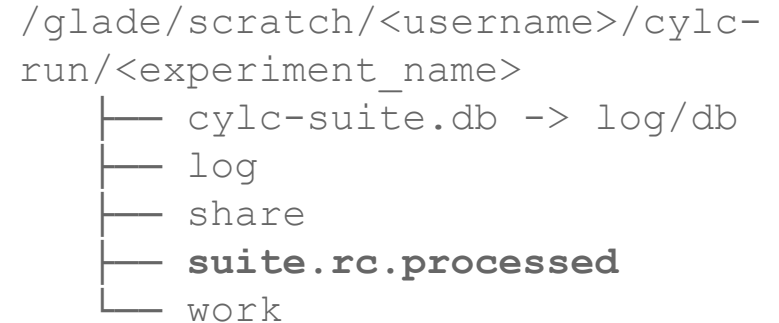 /glade/scratch/<username>/cylc-
run/<experiment_name>
├── cylc-suite.db -> log/db
├── log
├── share
├── suite.rc.processed
└── work